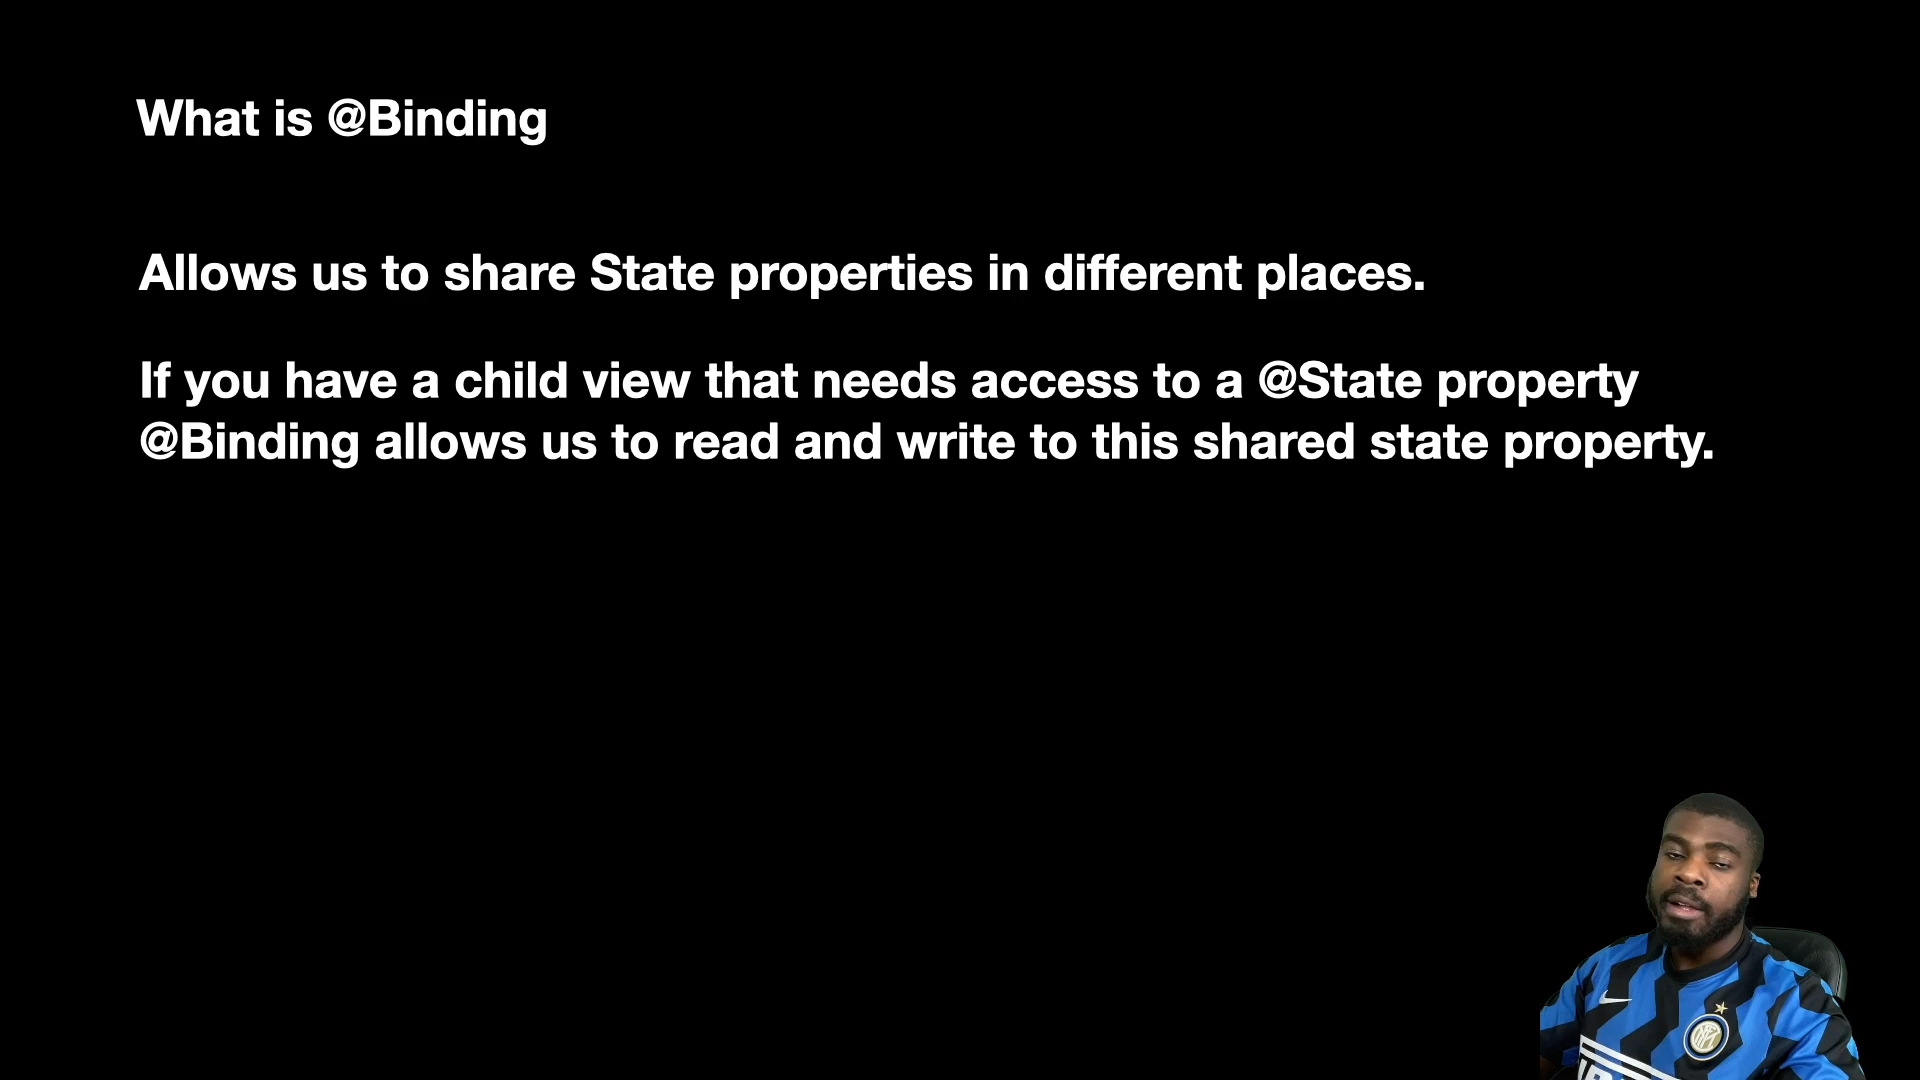 What is @Binding
Allows us to share State properties in different places.
If you have a child view that needs access to a @State property
@Binding allows us to read and write to this shared state property.